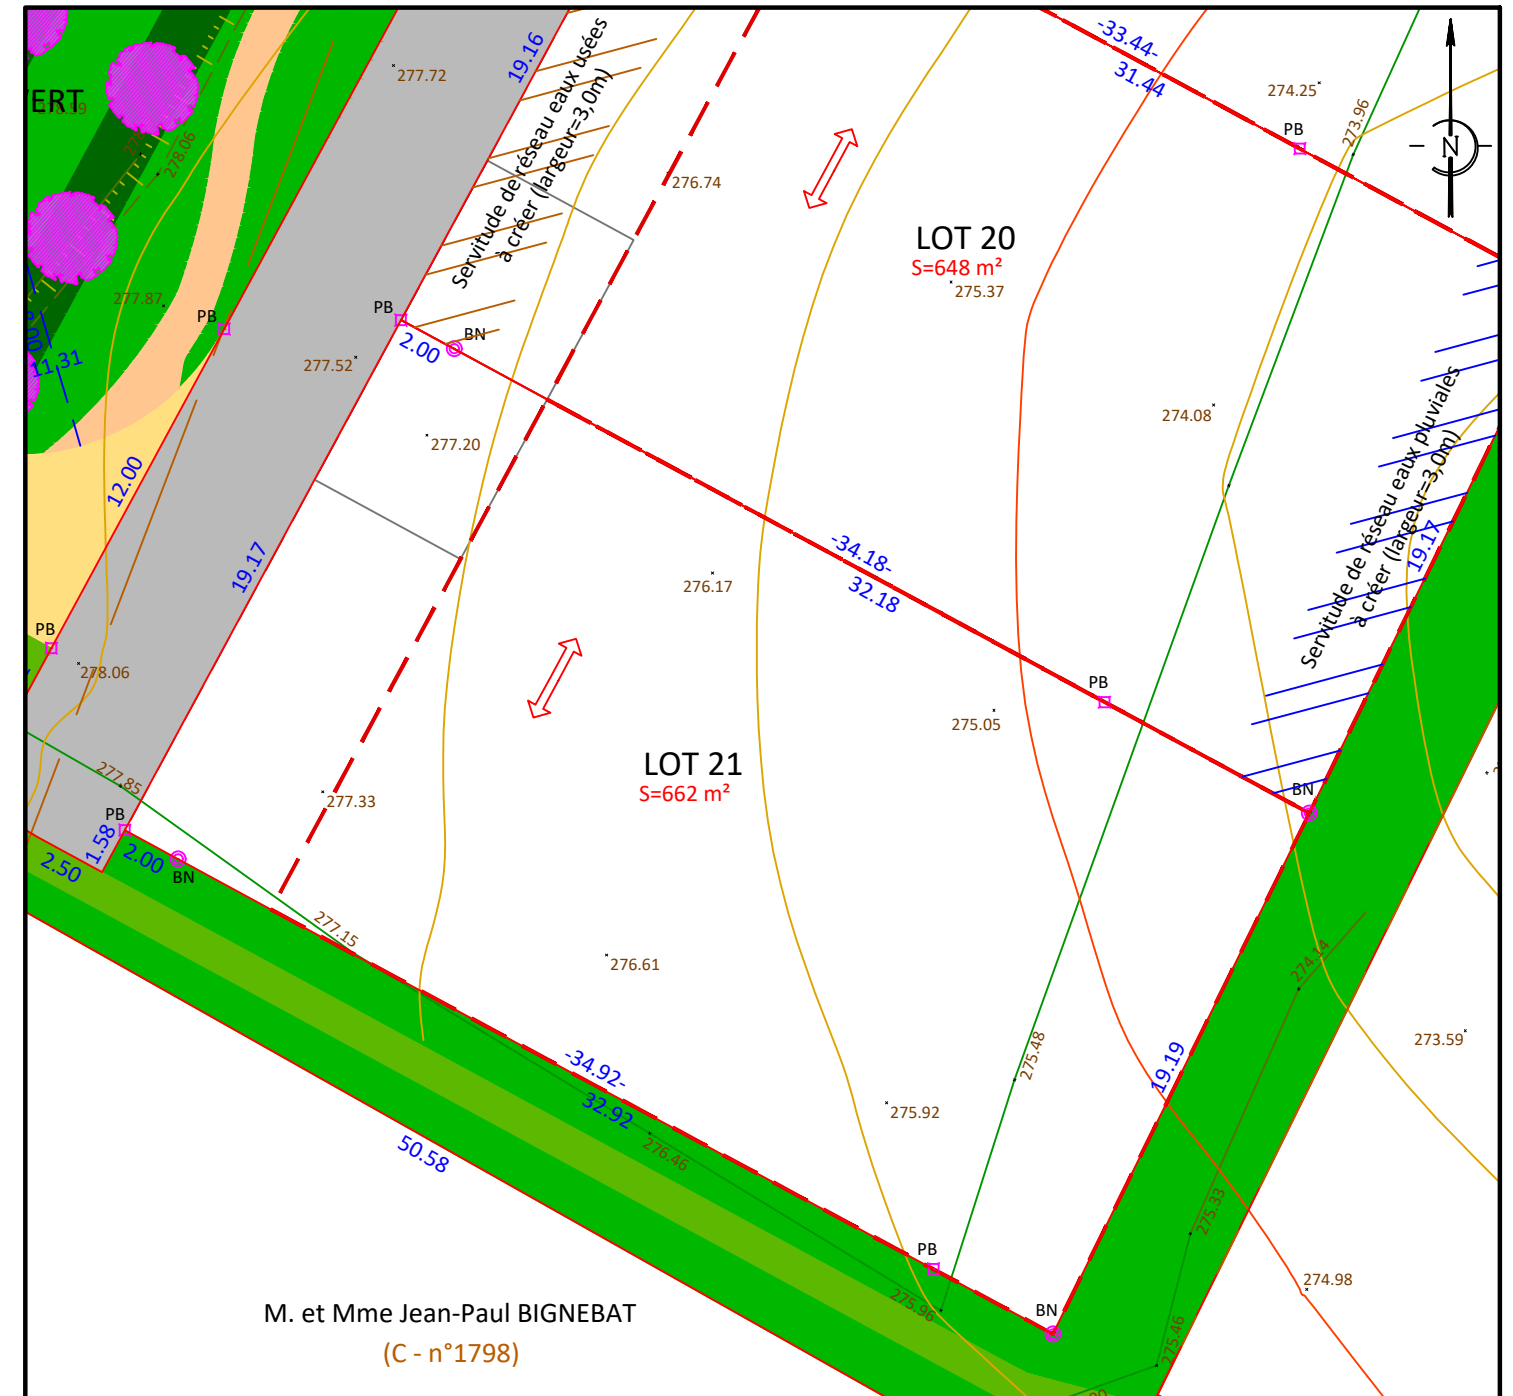 19.16
Servitude de réseau eaux usées
à créer (largeur=3,0m)
277.72
-33.44-
31.44
274.25
PB
273.96
N
VERT
278.06
276.74
LOT 20
S=648 m²
275.37
277.87
PB
PB
BN
2.00
11.31
277.52
277.20
274.08
Servitude de réseau eaux pluviales
à créer (largeur=3,0m)
19.17
12.00
19.17
-34.18-
32.18
276.17
PB
278.06
PB
275.05
LOT 21
S=662 m²
277.85
277.33
PB
1.58
2.00
2.50
BN
BN
277.15
276.61
274.14
273.59
275.48
19.19
-34.92-
32.92
275.92
276.46
50.58
275.33
PB
275.96
BN
274.98
275.46
M. et Mme Jean-Paul BIGNEBAT
(C - n°1798)